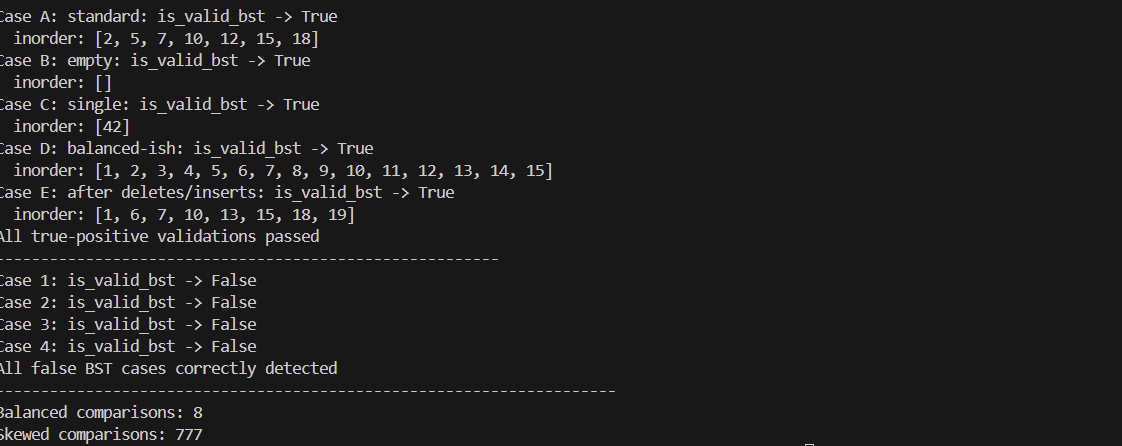 Case A: standard: is_valid_bst -> True
  inorder: [2, 5, 7, 10, 12, 15, 18]
Case B: empty: is_valid_bst -> True
  inorder: []
Case C: single: is_valid_bst -> True
  inorder: [42]
Case D: balanced-ish: is_valid_bst -> True
  inorder: [1, 2, 3, 4, 5, 6, 7, 8, 9, 10, 11, 12, 13, 14, 15]
Case E: after deletes/inserts: is_valid_bst -> True
  inorder: [1, 6, 7, 10, 13, 15, 18, 19]
All true-positive validations passed
--------------------------------------------------------
Case 1: is_valid_bst -> False
Case 2: is_valid_bst -> False
Case 3: is_valid_bst -> False
Case 4: is_valid_bst -> False
All false BST cases correctly detected
---------------------------------------------------------------------
Balanced comparisons: 8
Skewed comparisons: 777